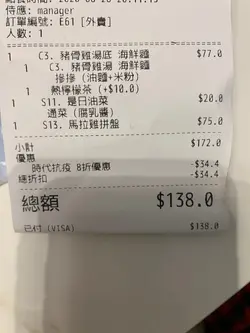 侍應: manager
訂單編號: E61 [外賣]
人數: 1
1 C3. 豬骨雞湯底 海鮮麵 $77.0
1 C3. 豬骨雞湯底 海鮮麵
摻摻 (油麵+米粉)
1 熱檸檬茶 (+$10.0)
1 S11. 是日油菜 $20.0
通菜 (腐乳醬)
1 S13. 馬拉雞拼盤 $75.0
小計 $172.0
優惠 -$34.4
時代抗疫 8折優惠
總折扣 -$34.4
總額 $138.0
已付 (VISA) $138.0